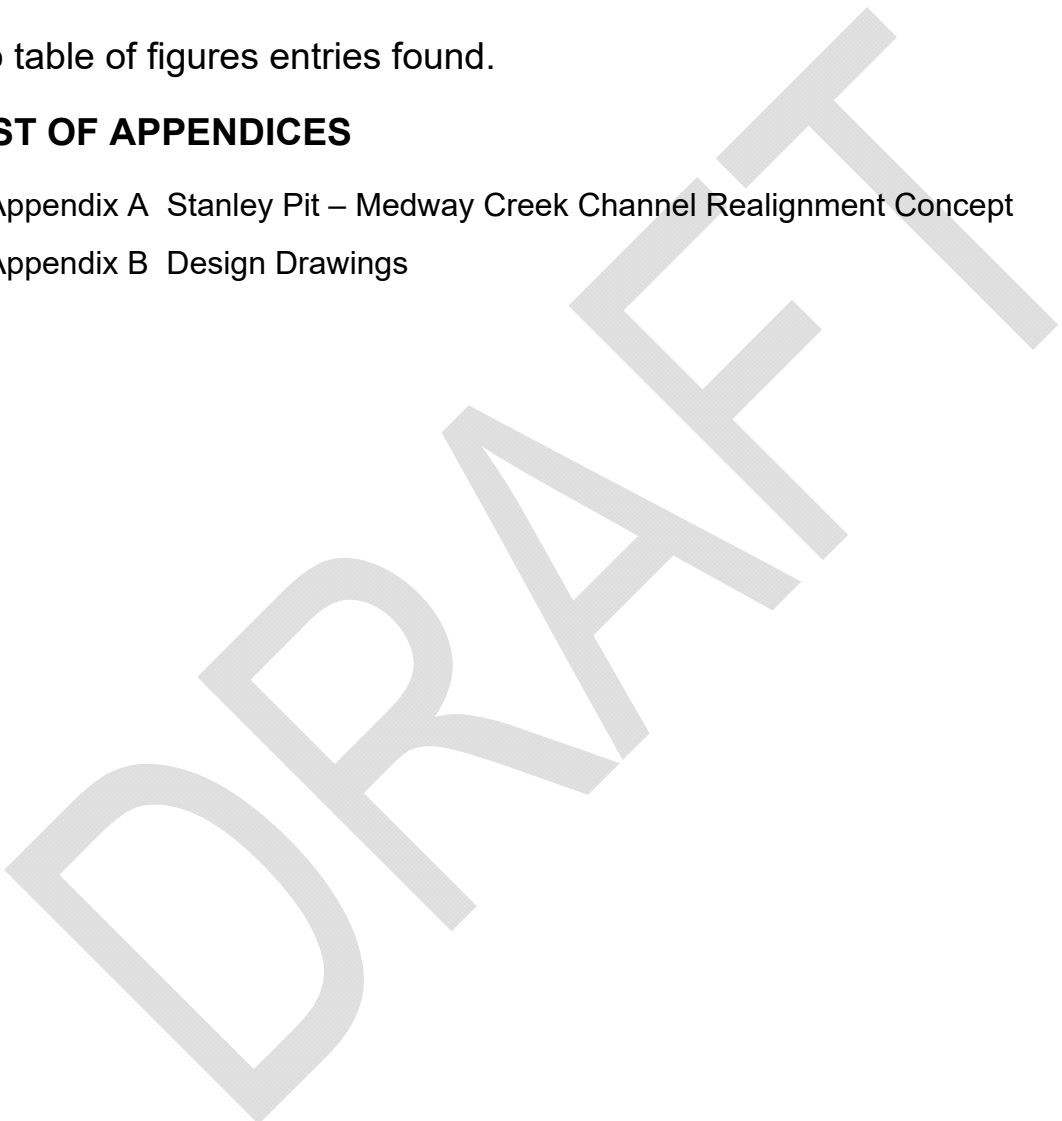 table of figures entries found.
ST OF APPENDICES
Appendix A Stanley Pit – Medway Creek Channel Realignment Concept
Appendix B Design Drawings
DRAFT